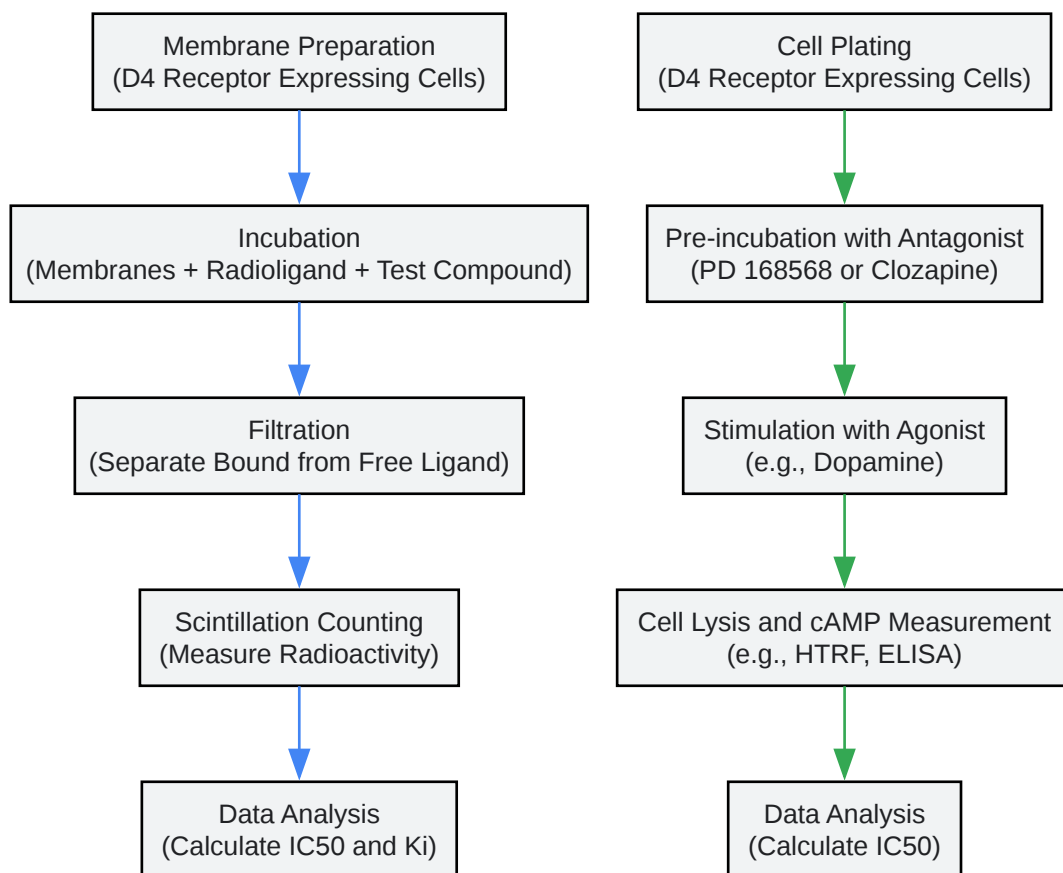 Membrane Preparation
(D4 Receptor Expressing Cells)
Incubation
(Membranes + Radioligand + Test Compound)
Filtration
(Separate Bound from Free Ligand)
Scintillation Counting
(Measure Radioactivity)
Data Analysis
(Calculate IC50 and Ki)
Cell Plating
(D4 Receptor Expressing Cells)
Pre-incubation with Antagonist
(PD 168568 or Clozapine)
Stimulation with Agonist
(e.g., Dopamine)
Cell Lysis and cAMP Measurement
(e.g., HTRF, ELISA)
Data Analysis
(Calculate IC50)